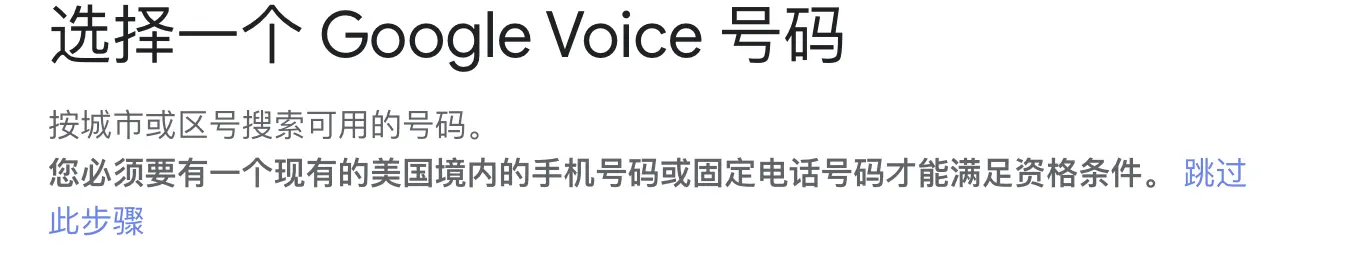 选择一个 Google Voice 号码
按城市或区号搜索可用的号码。
您必须要有一个现有的美国境内的手机号码或固定电话号码才能满足资格条件。 跳过
此步骤